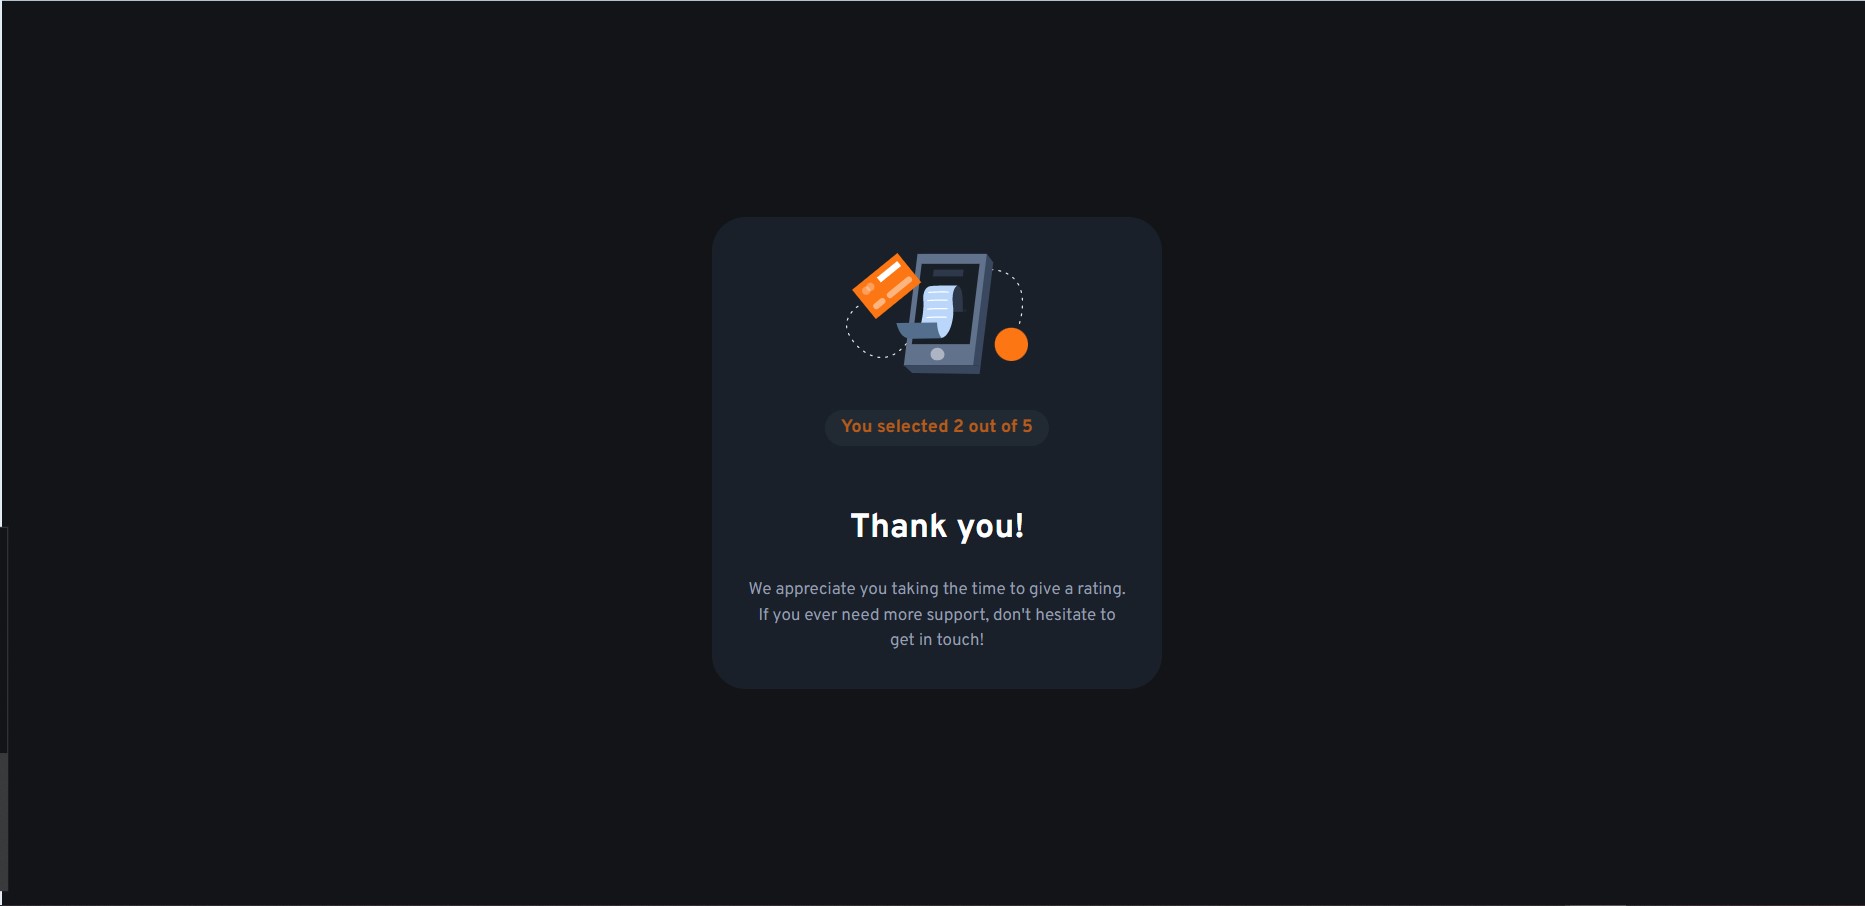 You selected 2 out of 5
Thank you!
We appreciate you taking the time to give a rating.
If you ever need more support, don't hesitate to
get in touch!